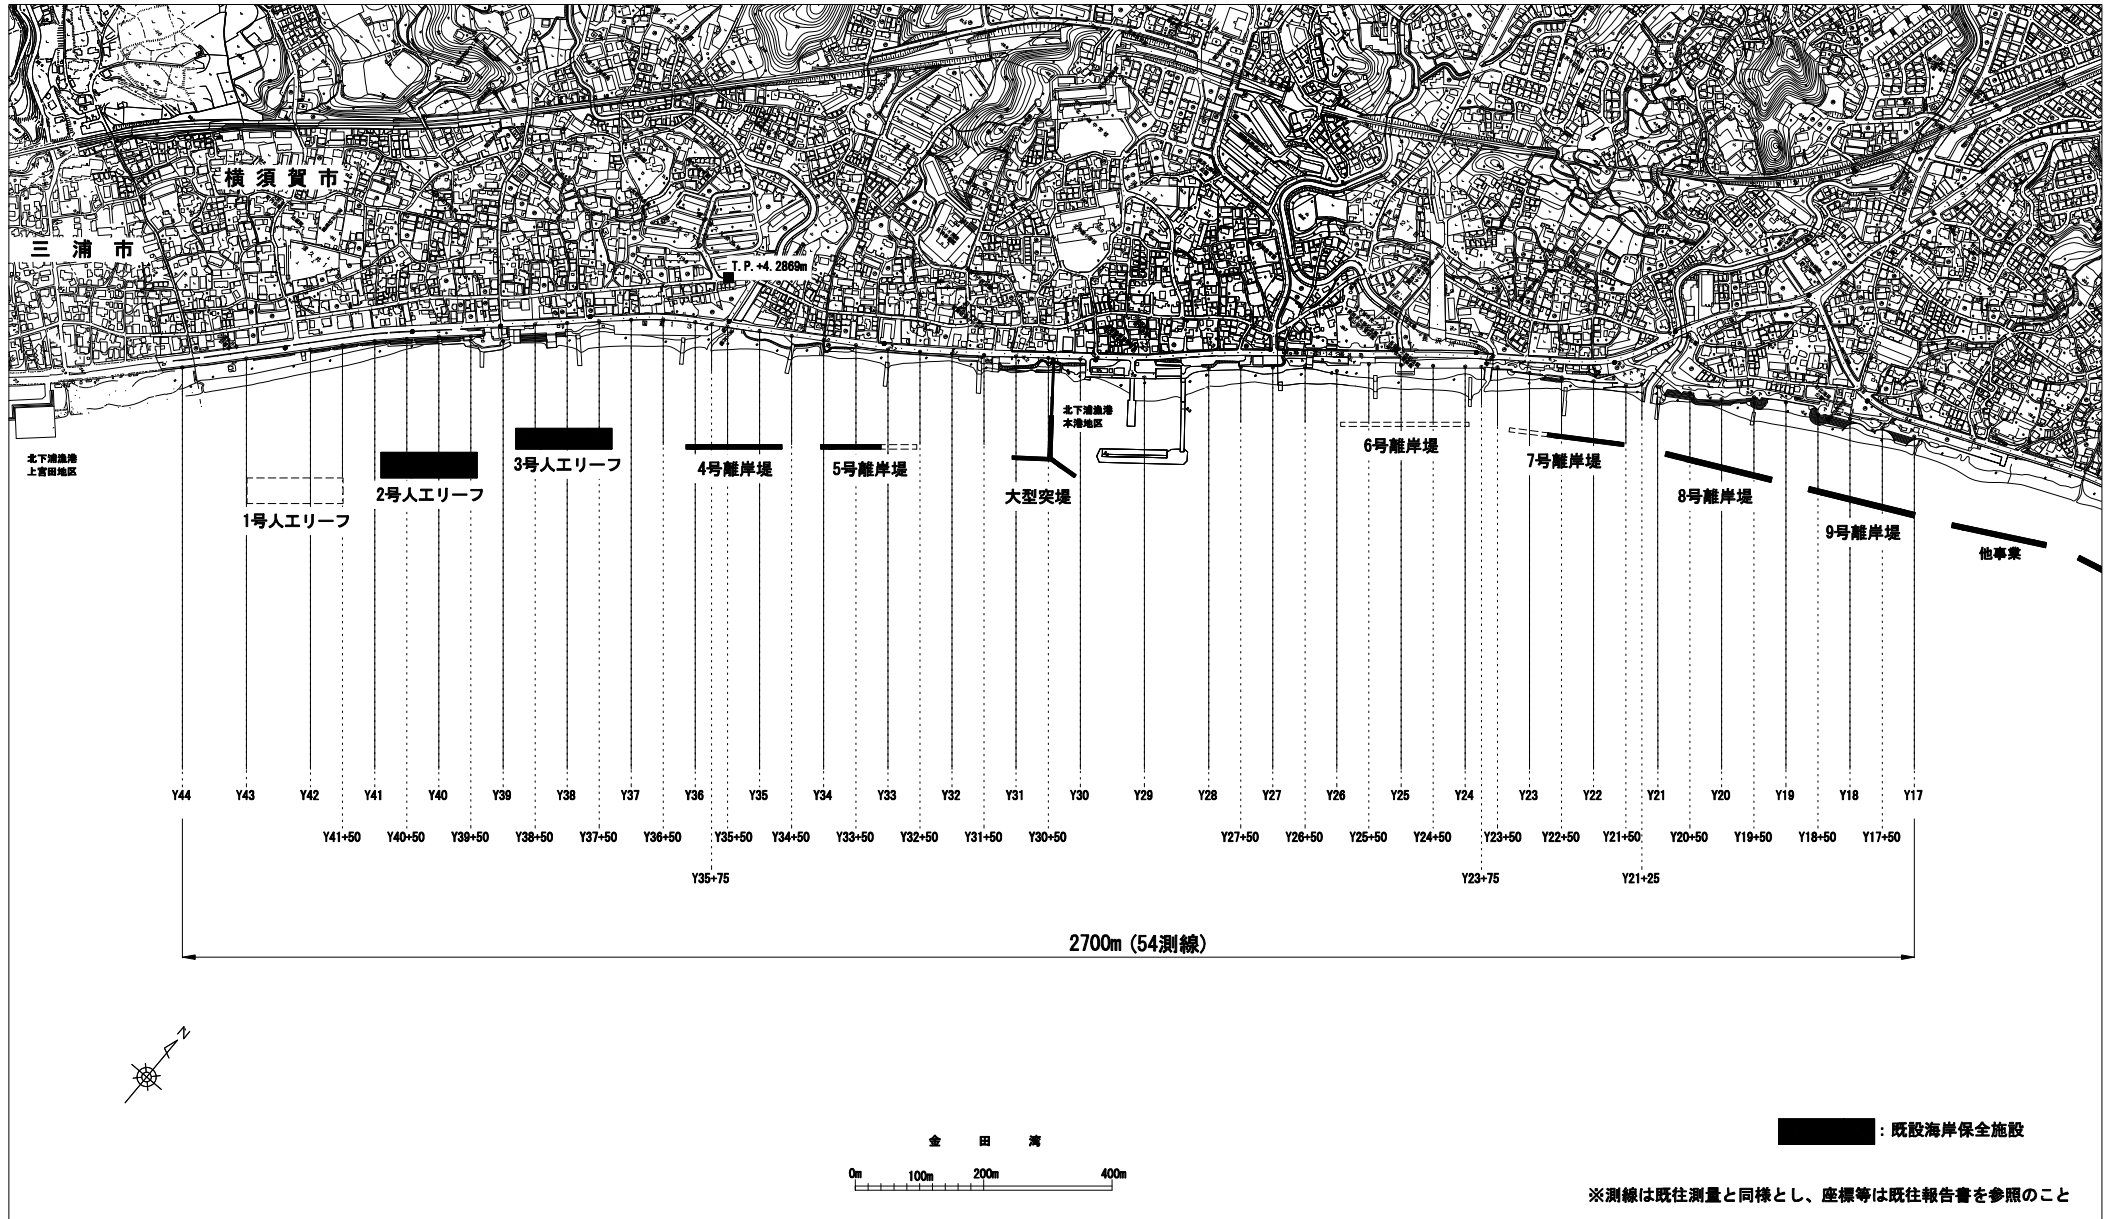 横須賀市
三浦市
T.P.+4.2869m
北下浦漁港
本港地区
北下浦漁港
上宮田地区
1号人工リーフ
2号人工リーフ
3号人工リーフ
4号離岸堤
5号離岸堤
大型突堤
6号離岸堤
7号離岸堤
8号離岸堤
9号離岸堤
他事業
Y44 Y43 Y42 Y41 Y40 Y39 Y38 Y37 Y36 Y35 Y34 Y33 Y32 Y31 Y30 Y29 Y28 Y27 Y26 Y25 Y24 Y23 Y22 Y21 Y20 Y19 Y18 Y17
Y41+50 Y40+50 Y39+50 Y38+50 Y37+50 Y36+50 Y35+50 Y34+50 Y33+50 Y32+50 Y31+50 Y30+50 Y27+50 Y26+50 Y25+50 Y24+50 Y23+50 Y22+50 Y21+50 Y20+50 Y19+50 Y18+50 Y17+50
Y35+75 Y23+75 Y21+25
2700m (54測線)
N
金田湾
0m 100m 200m 400m
：既設海岸保全施設
※測線は既往測量と同様とし、座標等は既往報告書を参照のこと